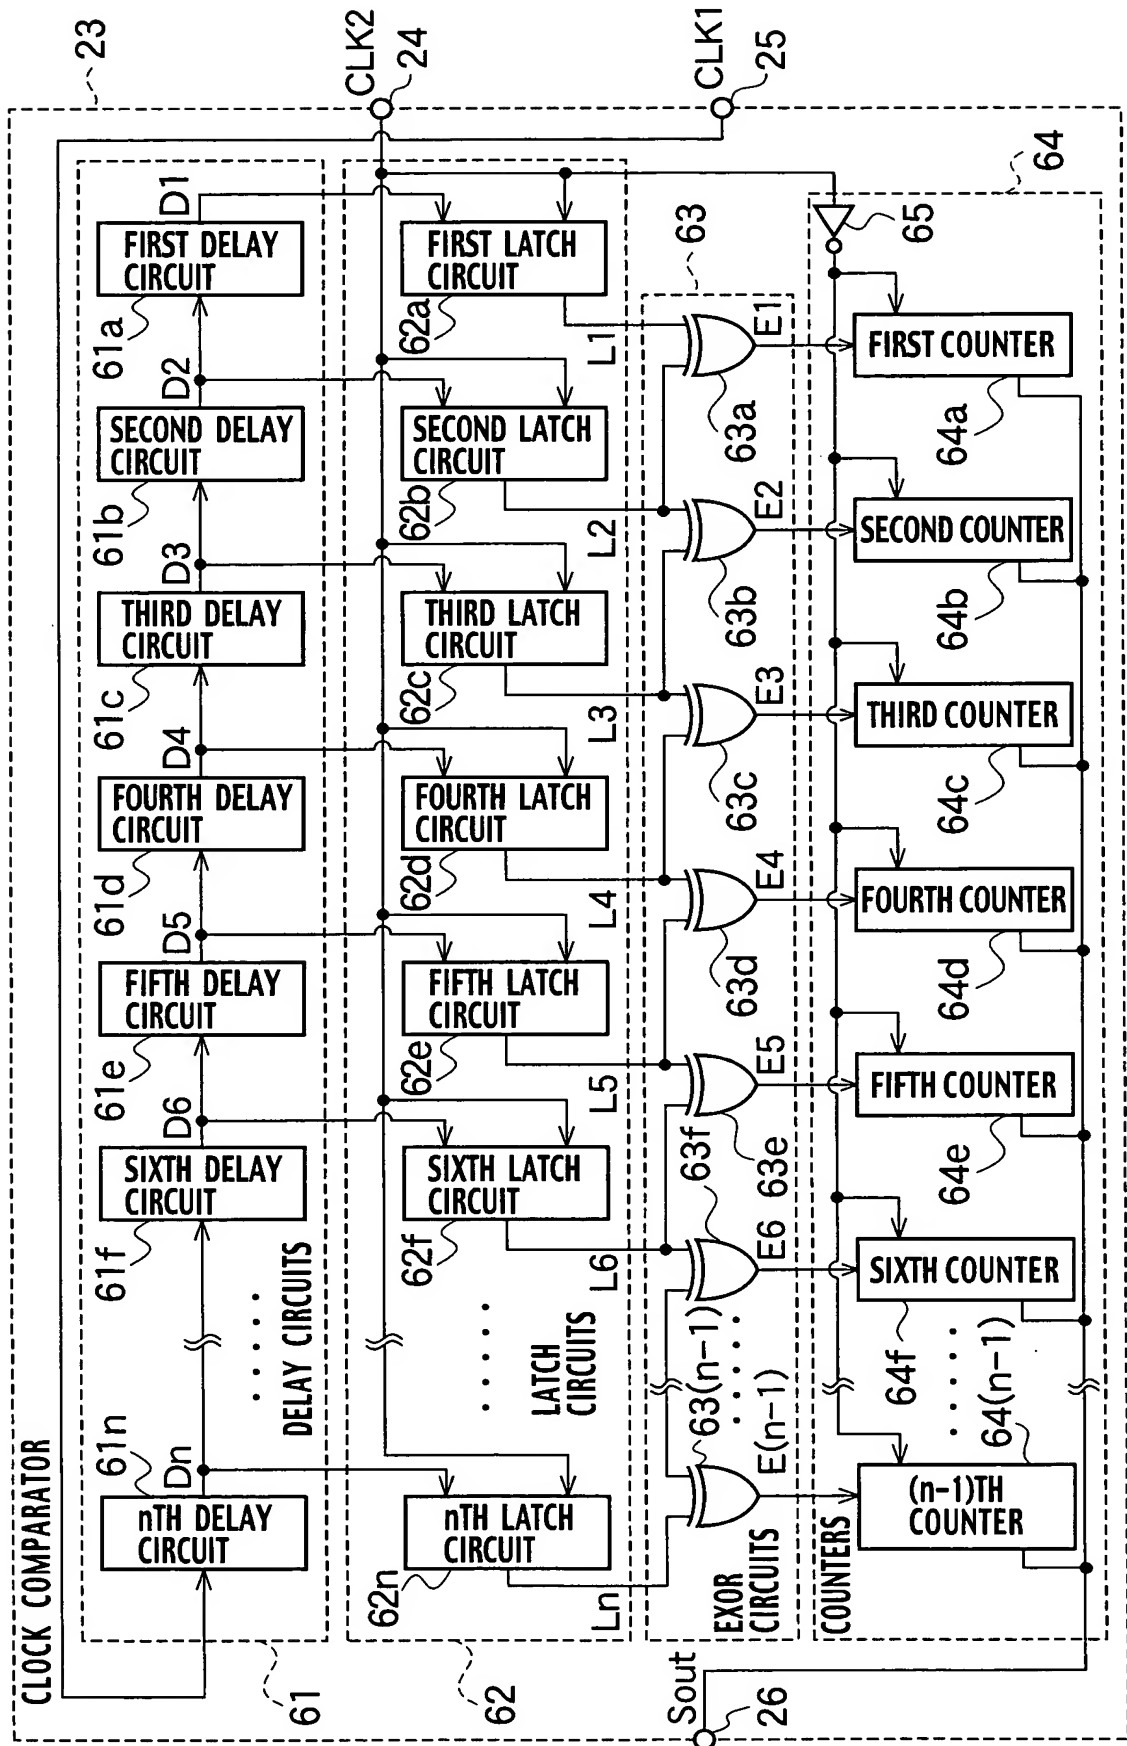 CLOCK COMPARATOR
23
CLK2
24
CLK1
25
61
nTH DELAY
CIRCUIT
61n
Dn
DELAY CIRCUITS
SIXTH DELAY
CIRCUIT
61f
D6
FIFTH DELAY
CIRCUIT
61e
D5
FOURTH DELAY
CIRCUIT
61d
D4
THIRD DELAY
CIRCUIT
61c
D3
SECOND DELAY
CIRCUIT
61b
D2
FIRST DELAY
CIRCUIT
61a
D1
62
nTH LATCH
CIRCUIT
62n
Ln
LATCH
CIRCUITS
SIXTH LATCH
CIRCUIT
62f
L6
FIFTH LATCH
CIRCUIT
62e
L5
FOURTH LATCH
CIRCUIT
62d
L4
THIRD LATCH
CIRCUIT
62c
L3
SECOND LATCH
CIRCUIT
62b
L2
FIRST LATCH
CIRCUIT
62a
L1
EXOR
CIRCUITS
63
63(n-1)
E(n-1)
63f
E6
63e
E5
63d
E4
63c
E3
63b
E2
63a
E1
COUNTERS
64
65
(n-1)TH
COUNTER
64(n-1)
SIXTH COUNTER
64f
FIFTH COUNTER
64e
FOURTH COUNTER
64d
THIRD COUNTER
64c
SECOND COUNTER
64b
FIRST COUNTER
64a
Sout
26